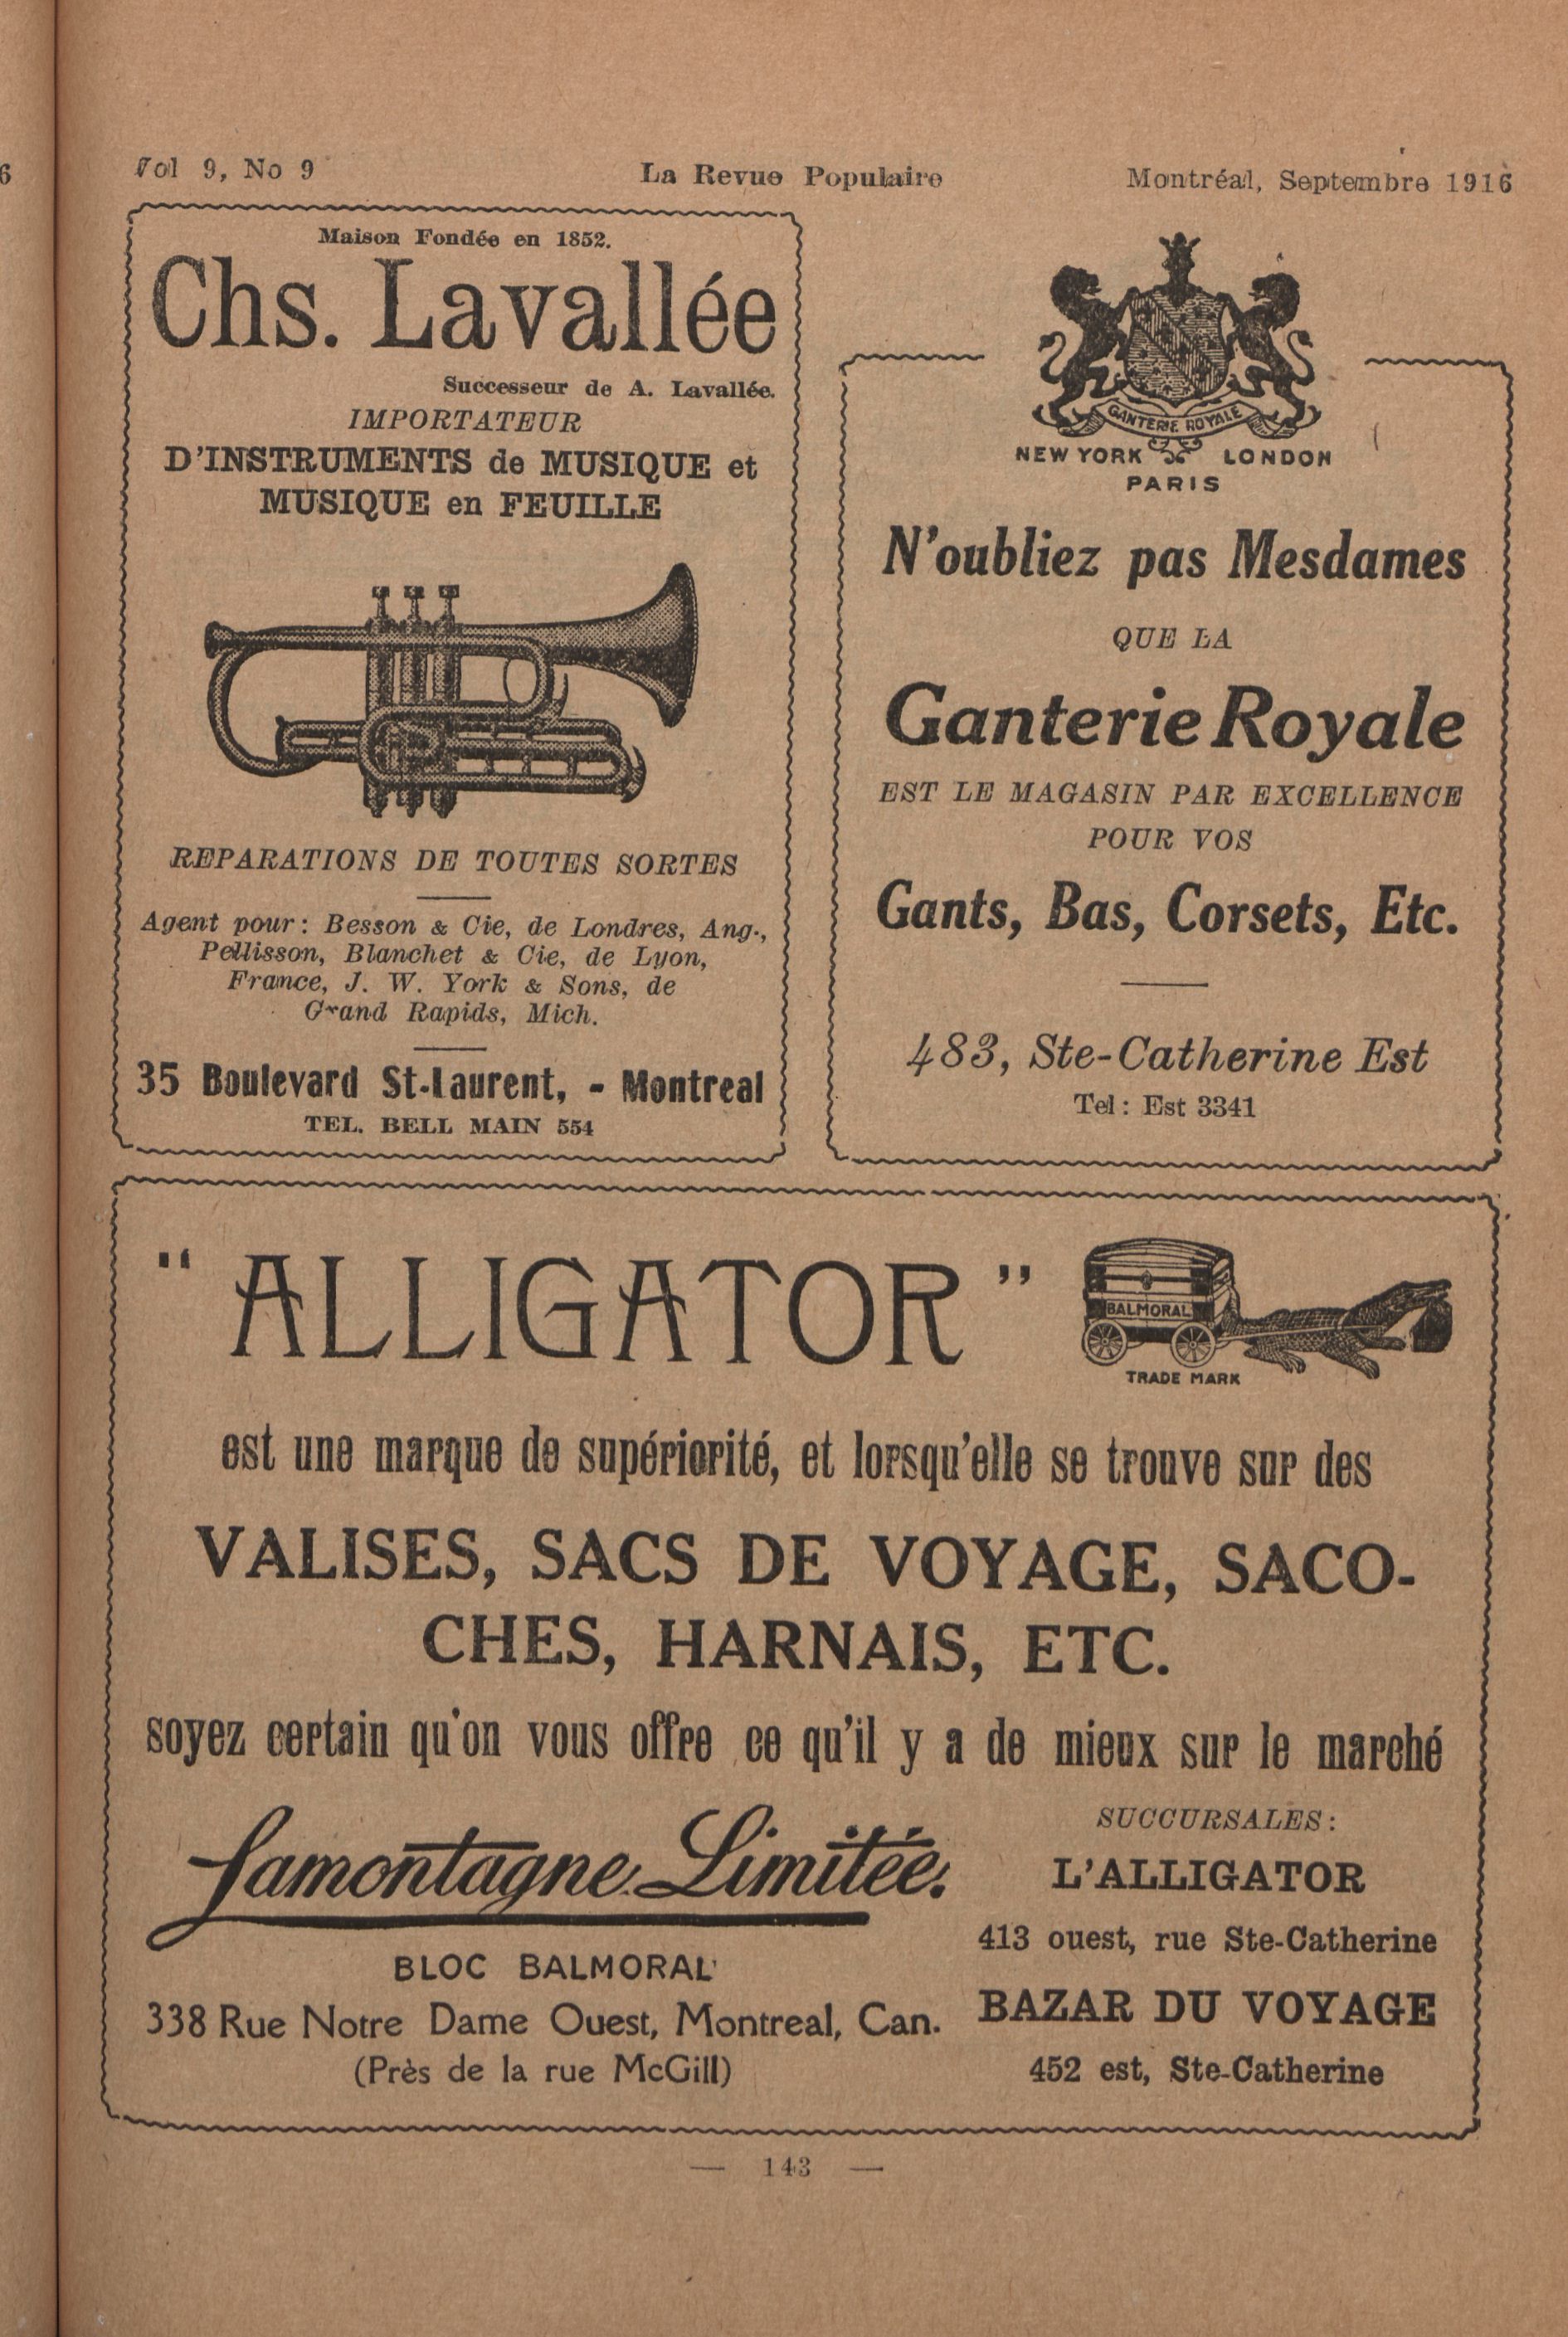 6
Vol 9, No 9 La Revue Populaire Montréal, Septembre 1916
Maison Fondée en 1852.
Chs. Lavallée
Successeur de A. Lavallée.
IMPORTATEUR
D'INSTRUMENTS de MUSIQUE et
MUSIQUE en FEUILLE
REPARATIONS DE TOUTES SORTES
Agent pour: Besson & Cie, de Londres, Ang.,
Pellisson, Blanchet & Cie, de Lyon,
France, J. W. York & Sons, de
Grand Rapids, Mich.
35 Boulevard St-Laurent, - Montreal
TEL. BELL MAIN 554
GANTERIE ROYALE
NEW YORK LONDON
PARIS
N'oubliez pas Mesdames
QUE LA
Ganterie Royale
EST LE MAGASIN PAR EXCELLENCE
POUR VOS
Gants, Bas, Corsets, Etc.
483, Ste-Catherine Est
Tel: Est 3341
"ALLIGATOR"
BALMORAL
TRADE MARK
est une marque de supériorité, et lorsqu'elle se trouve sur des
VALISES, SACS DE VOYAGE, SACO-
CHES, HARNAIS, ETC.
soyez certain qu'on vous offre ce qu'il y a de mieux sur le marché
Lamontagne Limitée.
BLOC BALMORAL
338 Rue Notre Dame Ouest, Montreal, Can.
(Près de la rue McGill)
SUCCURSALES:
L'ALLIGATOR
413 ouest, rue Ste-Catherine
BAZAR DU VOYAGE
452 est, Ste-Catherine
— 143 —